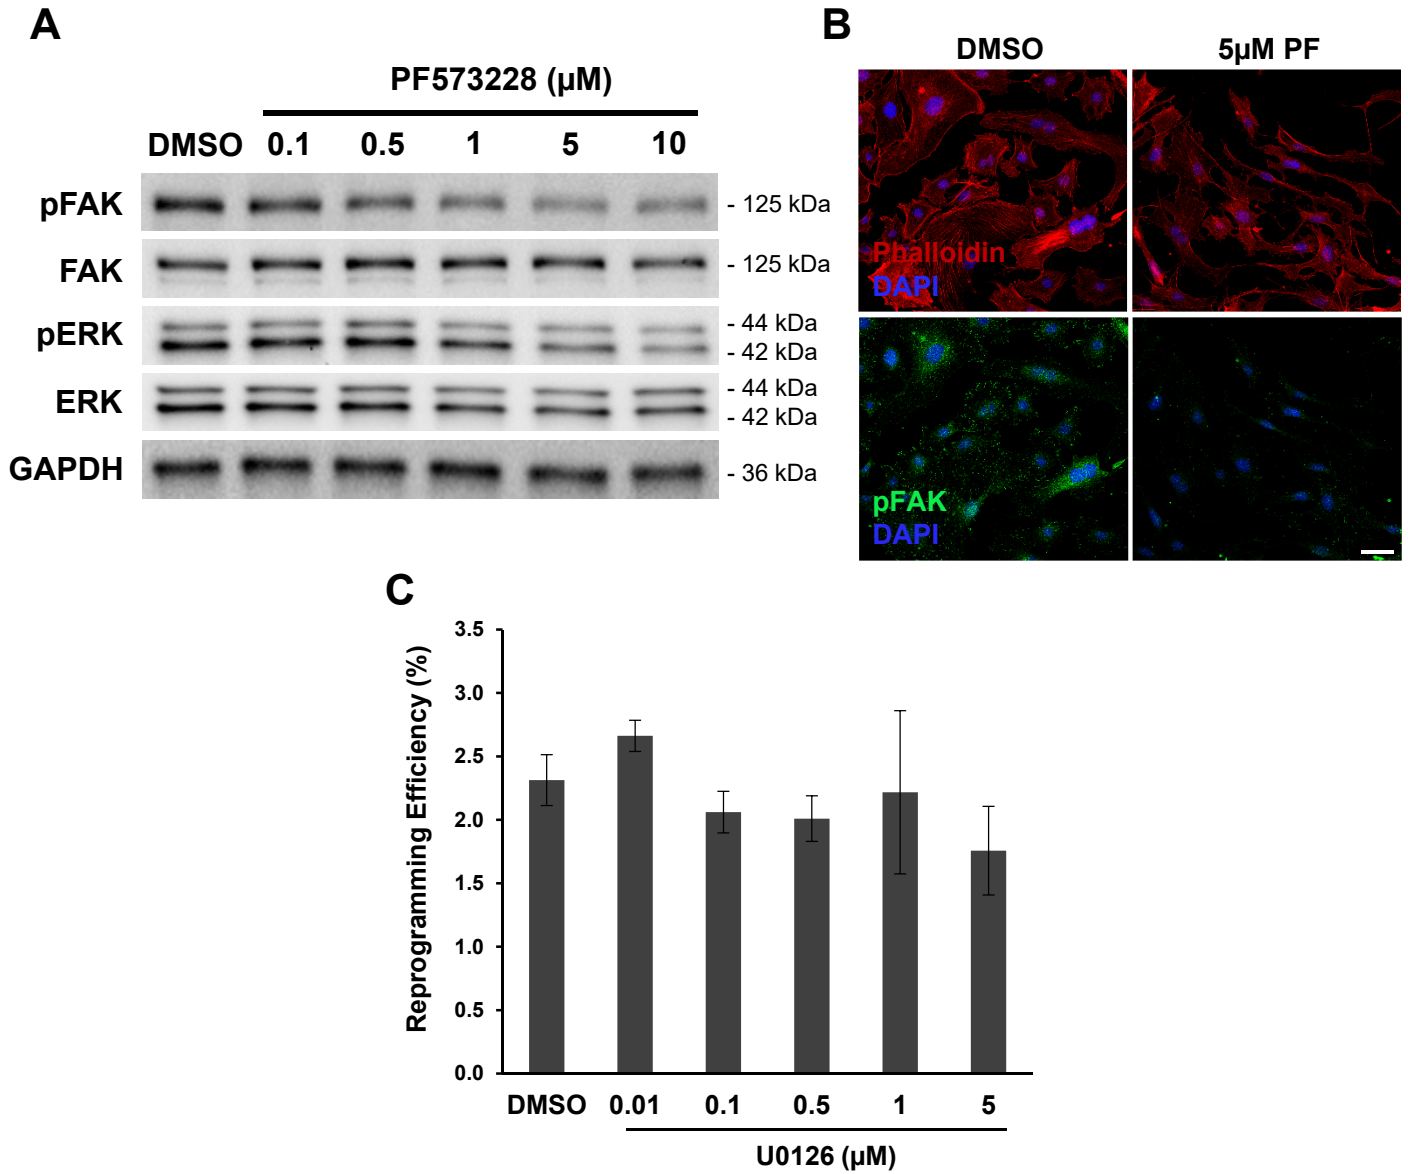 A
PF573228 (µM)
DMSO 0.1 0.5 1 5 10
pFAK - 125 kDa
FAK - 125 kDa
pERK - 44 kDa
- 42 kDa
ERK - 44 kDa
- 42 kDa
GAPDH - 36 kDa
B
DMSO 5µM PF
Phalloidin
DAPI
pFAK
DAPI
C
Reprogramming Efficiency (%)
3.5
3.0
2.5
2.0
1.5
1.0
0.5
0.0
DMSO 0.01 0.1 0.5 1 5
U0126 (µM)